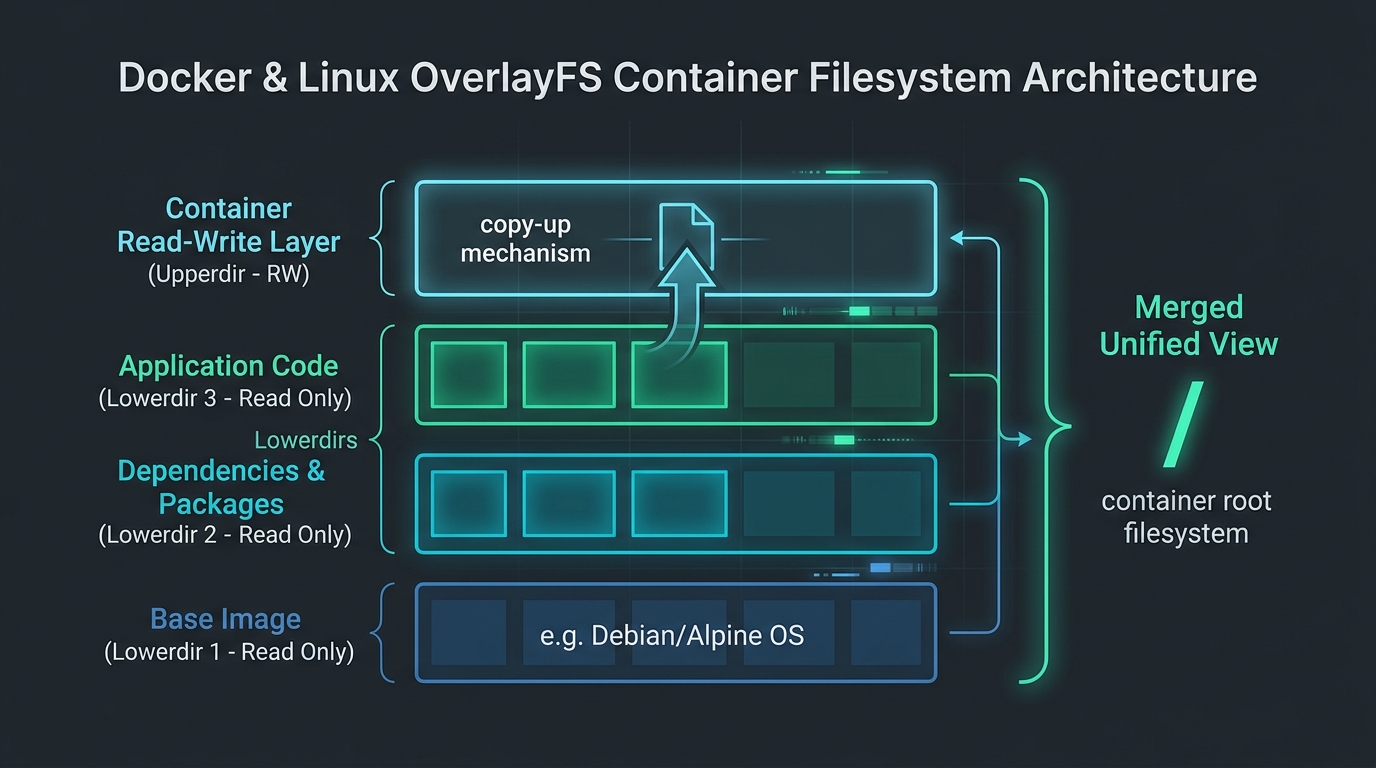 Docker & Linux OverlayFS Container Filesystem Architecture
Container
Read-Write Layer
(Upperdir - RW)
copy-up
mechanism
Application Code
(Lowerdir 3 - Read Only)
Lowerdirs
Dependencies &
Packages
(Lowerdir 2 - Read Only)
Base Image
(Lowerdir 1 - Read Only)
e.g. Debian/Alpine OS
Merged
Unified View
/
container root
filesystem